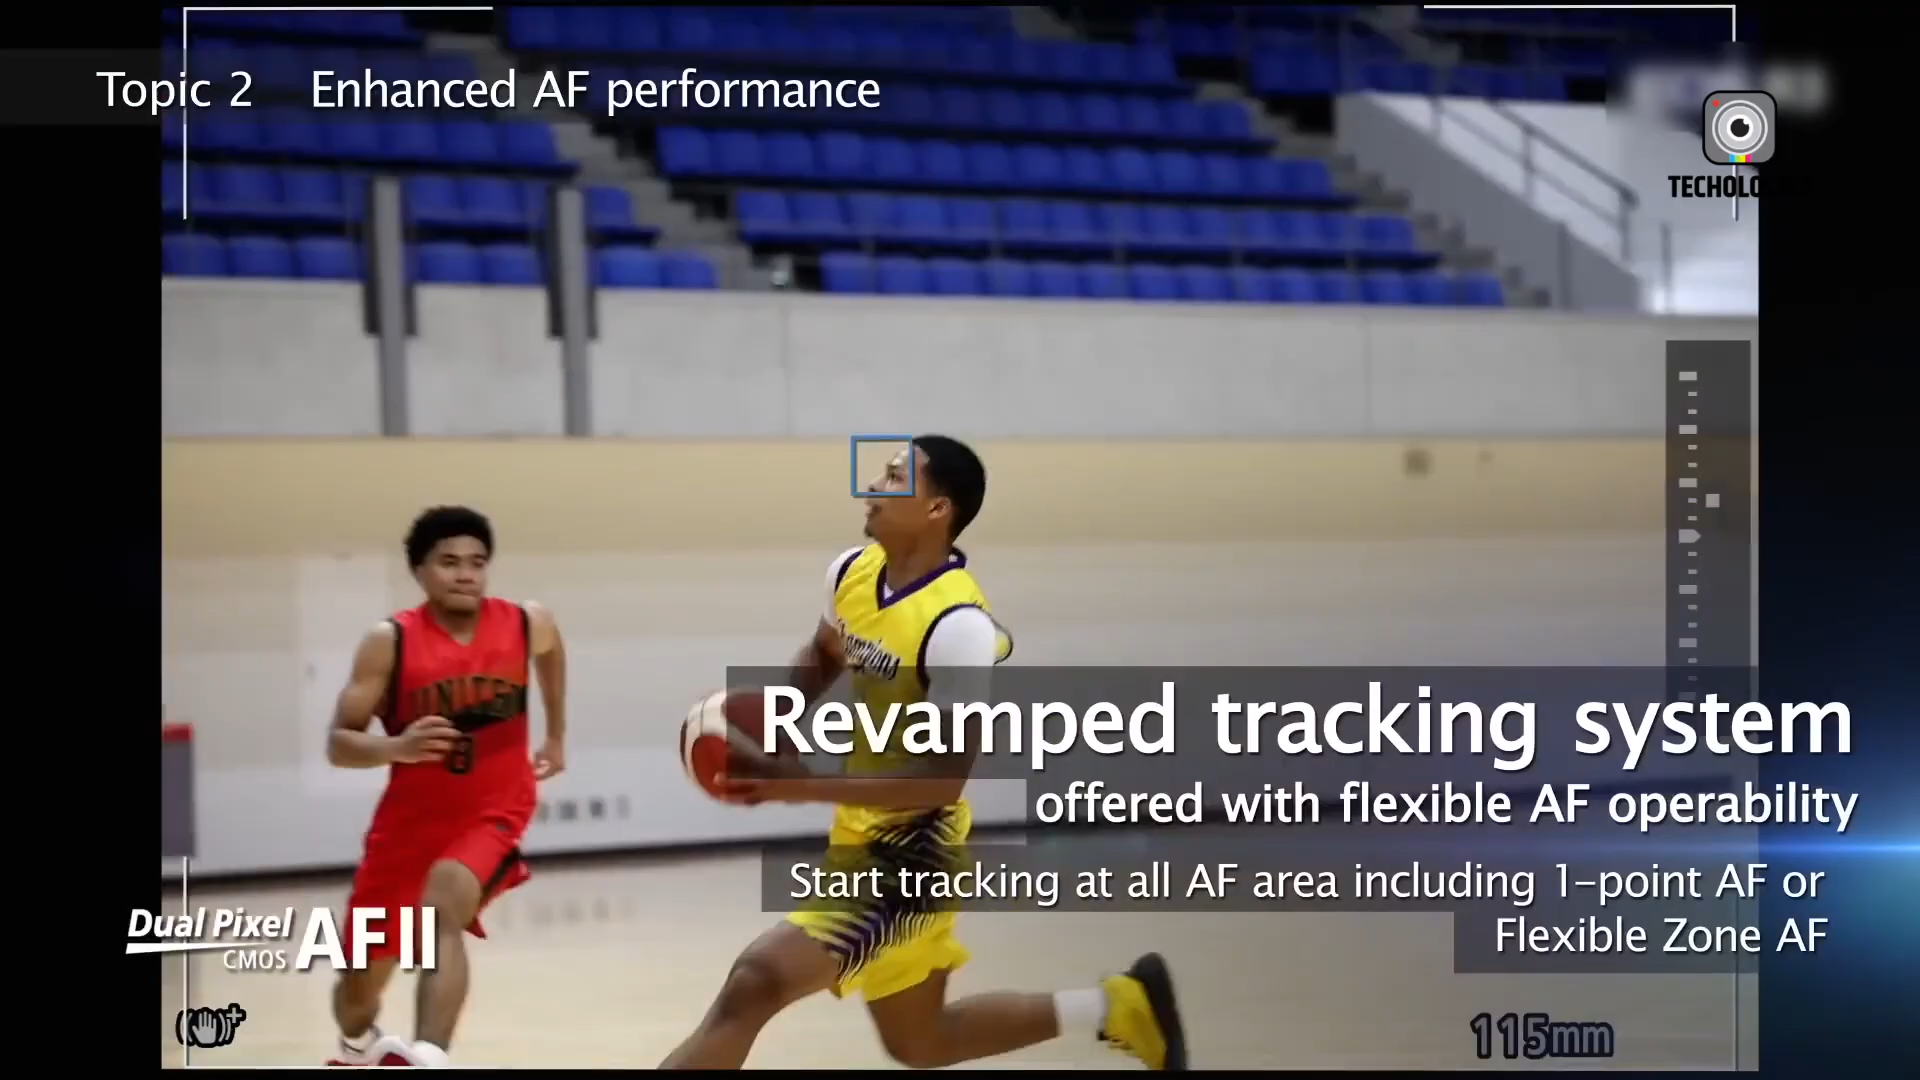 Topic 2 Enhanced AF performance
Revamped tracking system
offered with flexible AF operability
Start tracking at all AF area including 1-point AF or
Flexible Zone AF
Dual Pixel
CMOS AF II
115mm